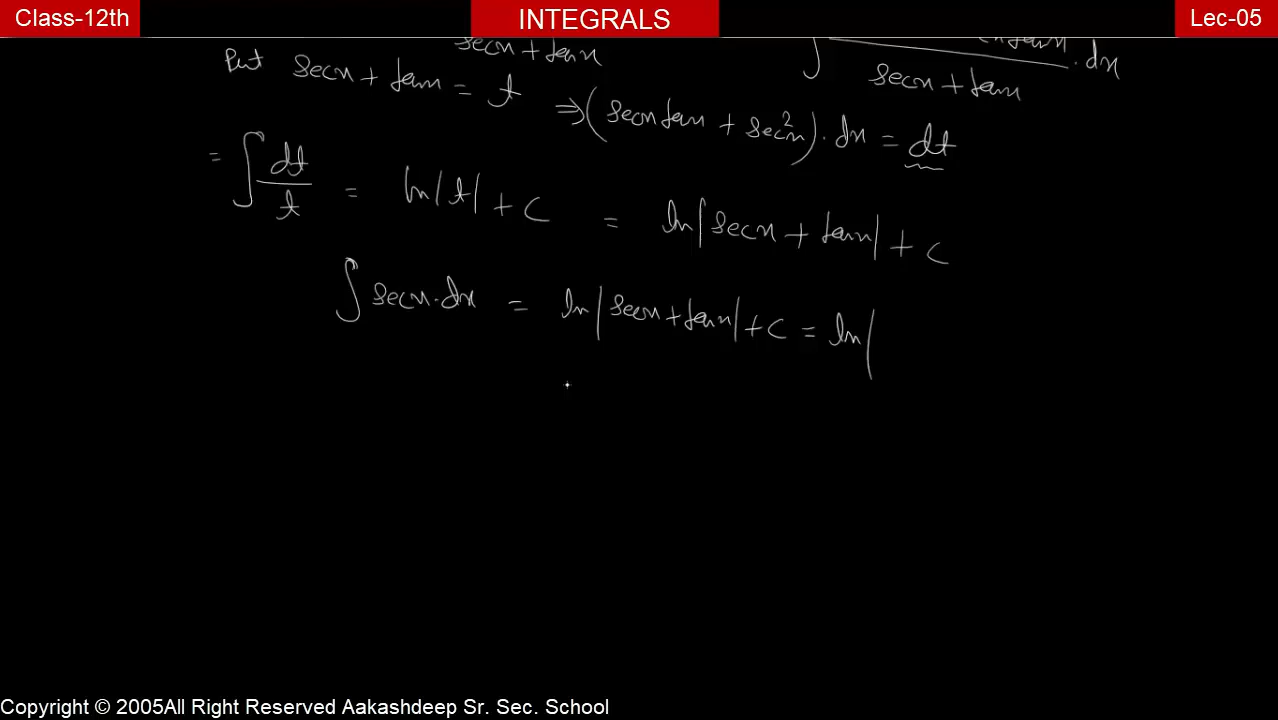 Class-12th INTEGRALS Lec-05
secx + tanx
Put secx + tanx = t ⇒ (secx tanx + sec²x) . dx = dt
∫ secx + tanx . dx
= ∫ dt/t = ln|t| + C = ln|secx + tanx| + C
∫ secx . dx = ln|secx + tanx| + C = ln|
Copyright © 2005All Right Reserved Aakashdeep Sr. Sec. School